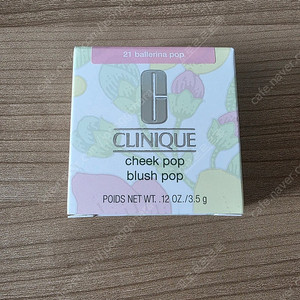 21 ballerina pop
CLINIQUE
cheek pop
blush pop
POIDS NET WT. .12 OZ./3.5 g